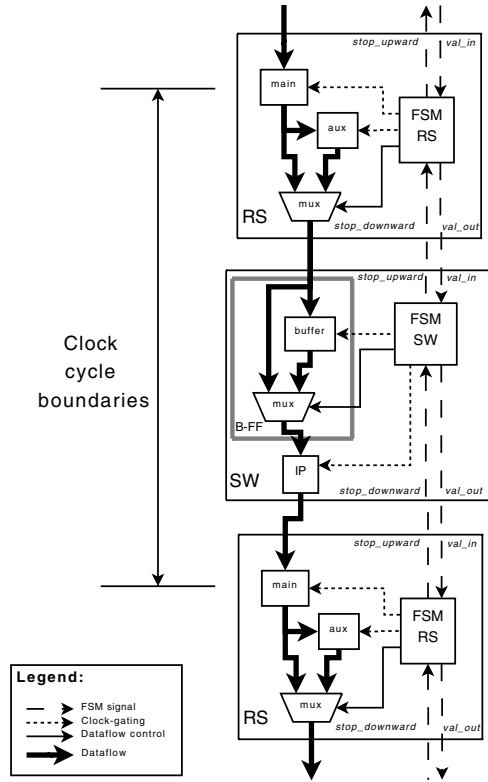 stop_upward val_in
main
FSM
RS
aux
mux
RS
stop_downward val_out
stop_upward val_in
FSM
SW
buffer
Clock
cycle
boundaries
mux
B-FF
IP
SW
stop_downward val_out
stop_upward val_in
main
FSM
RS
aux
mux
RS
stop_downward val_out
Legend:
FSM signal
Clock-gating
Dataflow control
Dataflow